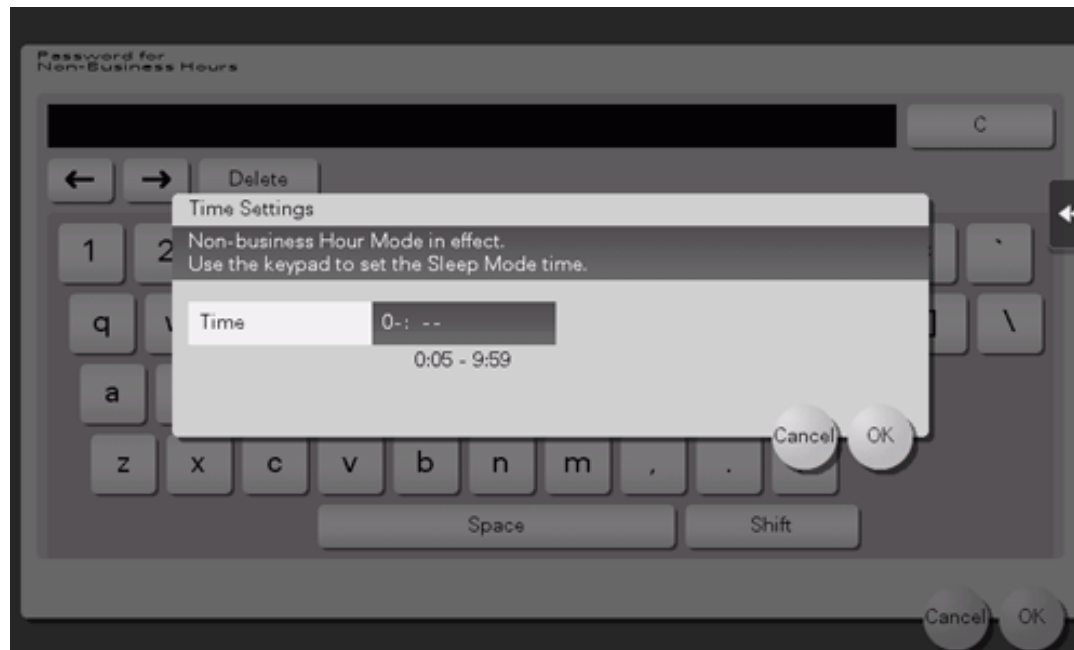 Password for
Non-Business Hours
C
← → Delete
Time Settings
Non-business Hour Mode in effect.
Use the keypad to set the Sleep Mode time.
1 2 `
q \
Time 0-: --
0:05 - 9:59
a
Cancel OK
z x c v b n m , .
Space Shift
Cancel OK